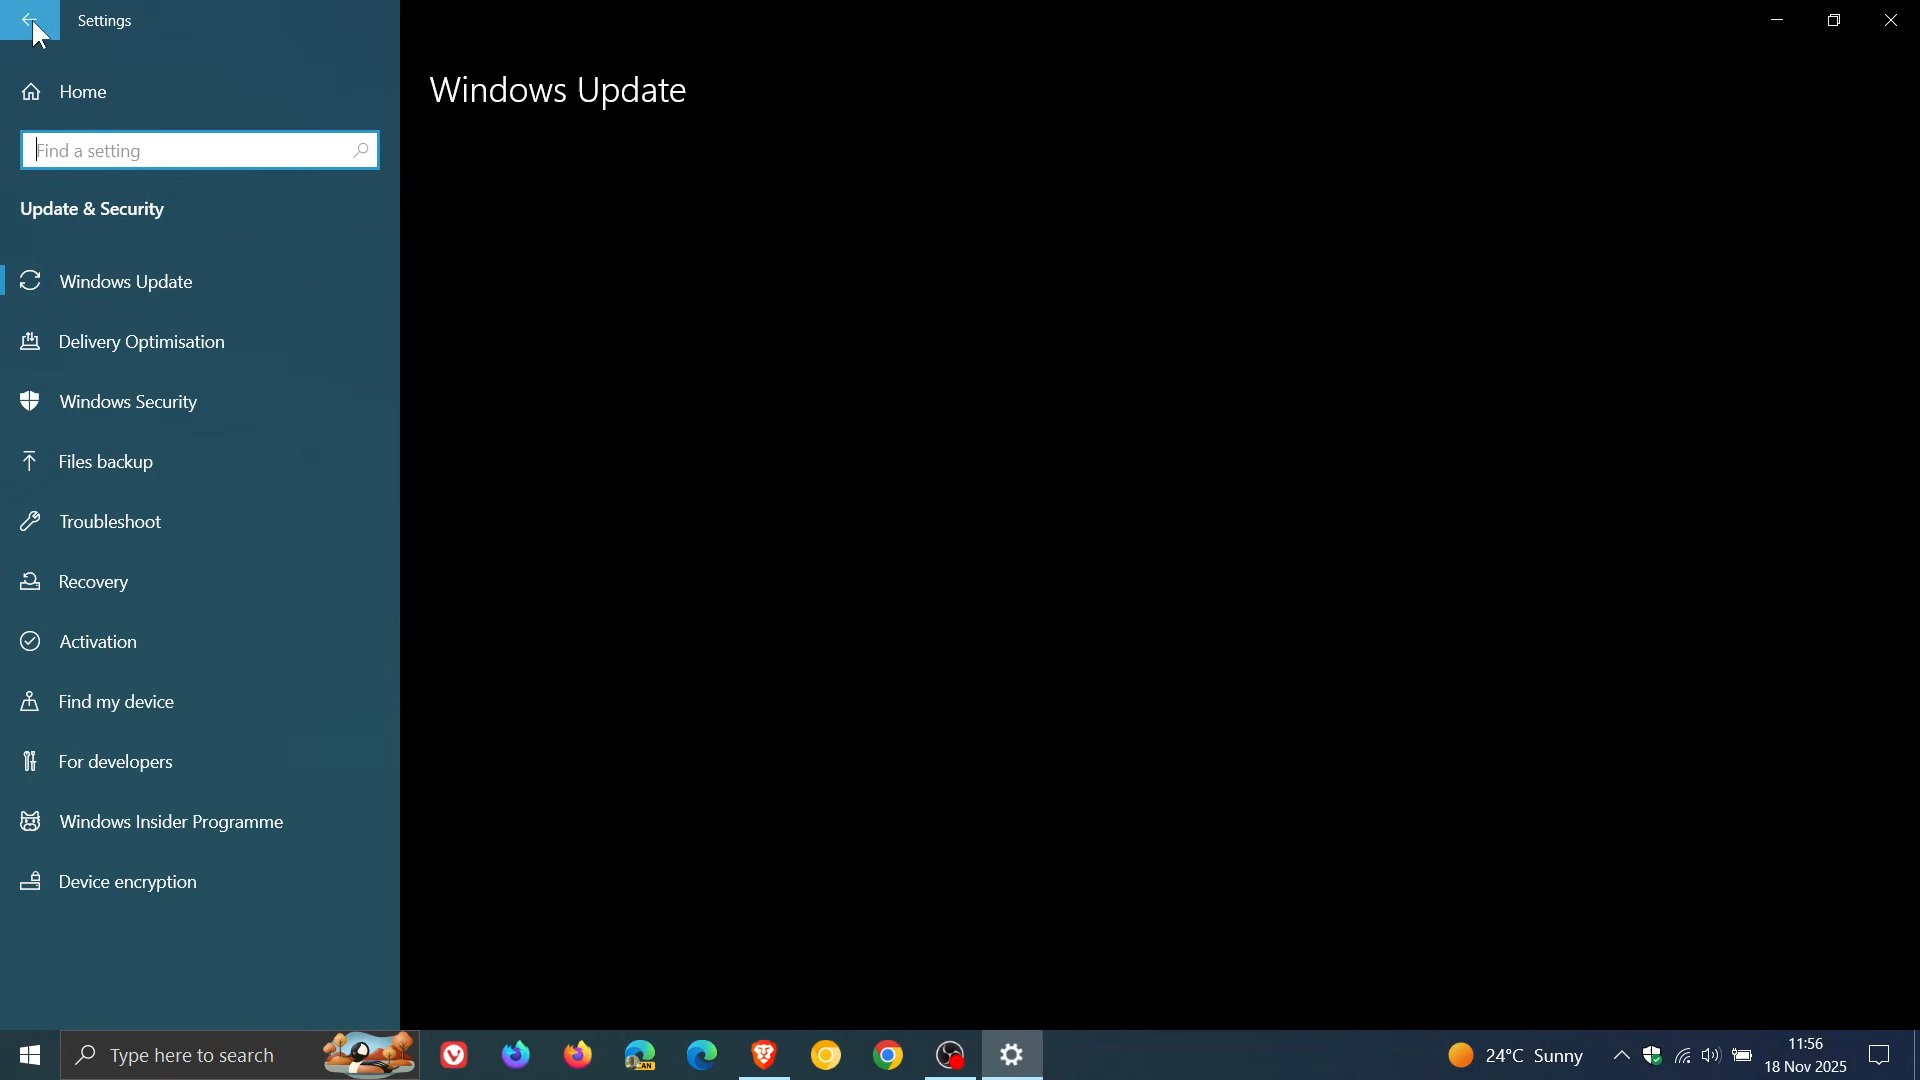 Settings
Home
Find a setting
Update & Security
Windows Update
Delivery Optimisation
Windows Security
Files backup
Troubleshoot
Recovery
Activation
Find my device
For developers
Windows Insider Programme
Device encryption
Windows Update
Type here to search
CAN
24°C Sunny
11:56
18 Nov 2025